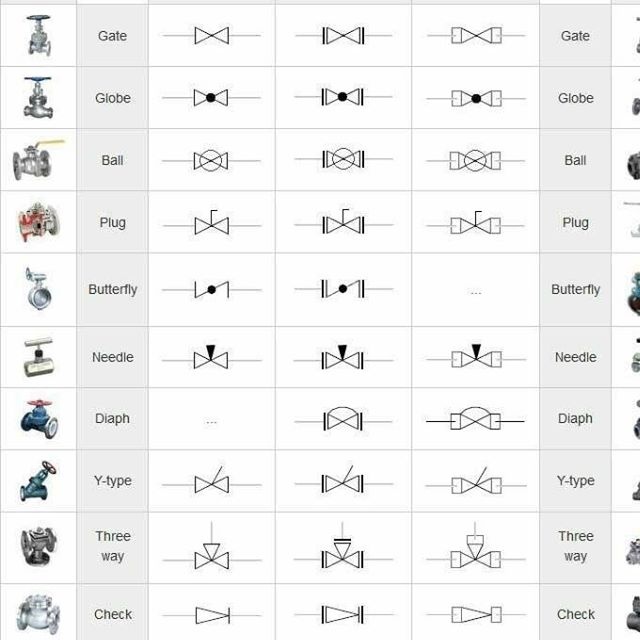 Gate Gate
Globe Globe
Ball Ball
Plug Plug
Butterfly ... Butterfly
Needle Needle
Diaph ... Diaph
Y-type Y-type
Three Three
way way
Check Check